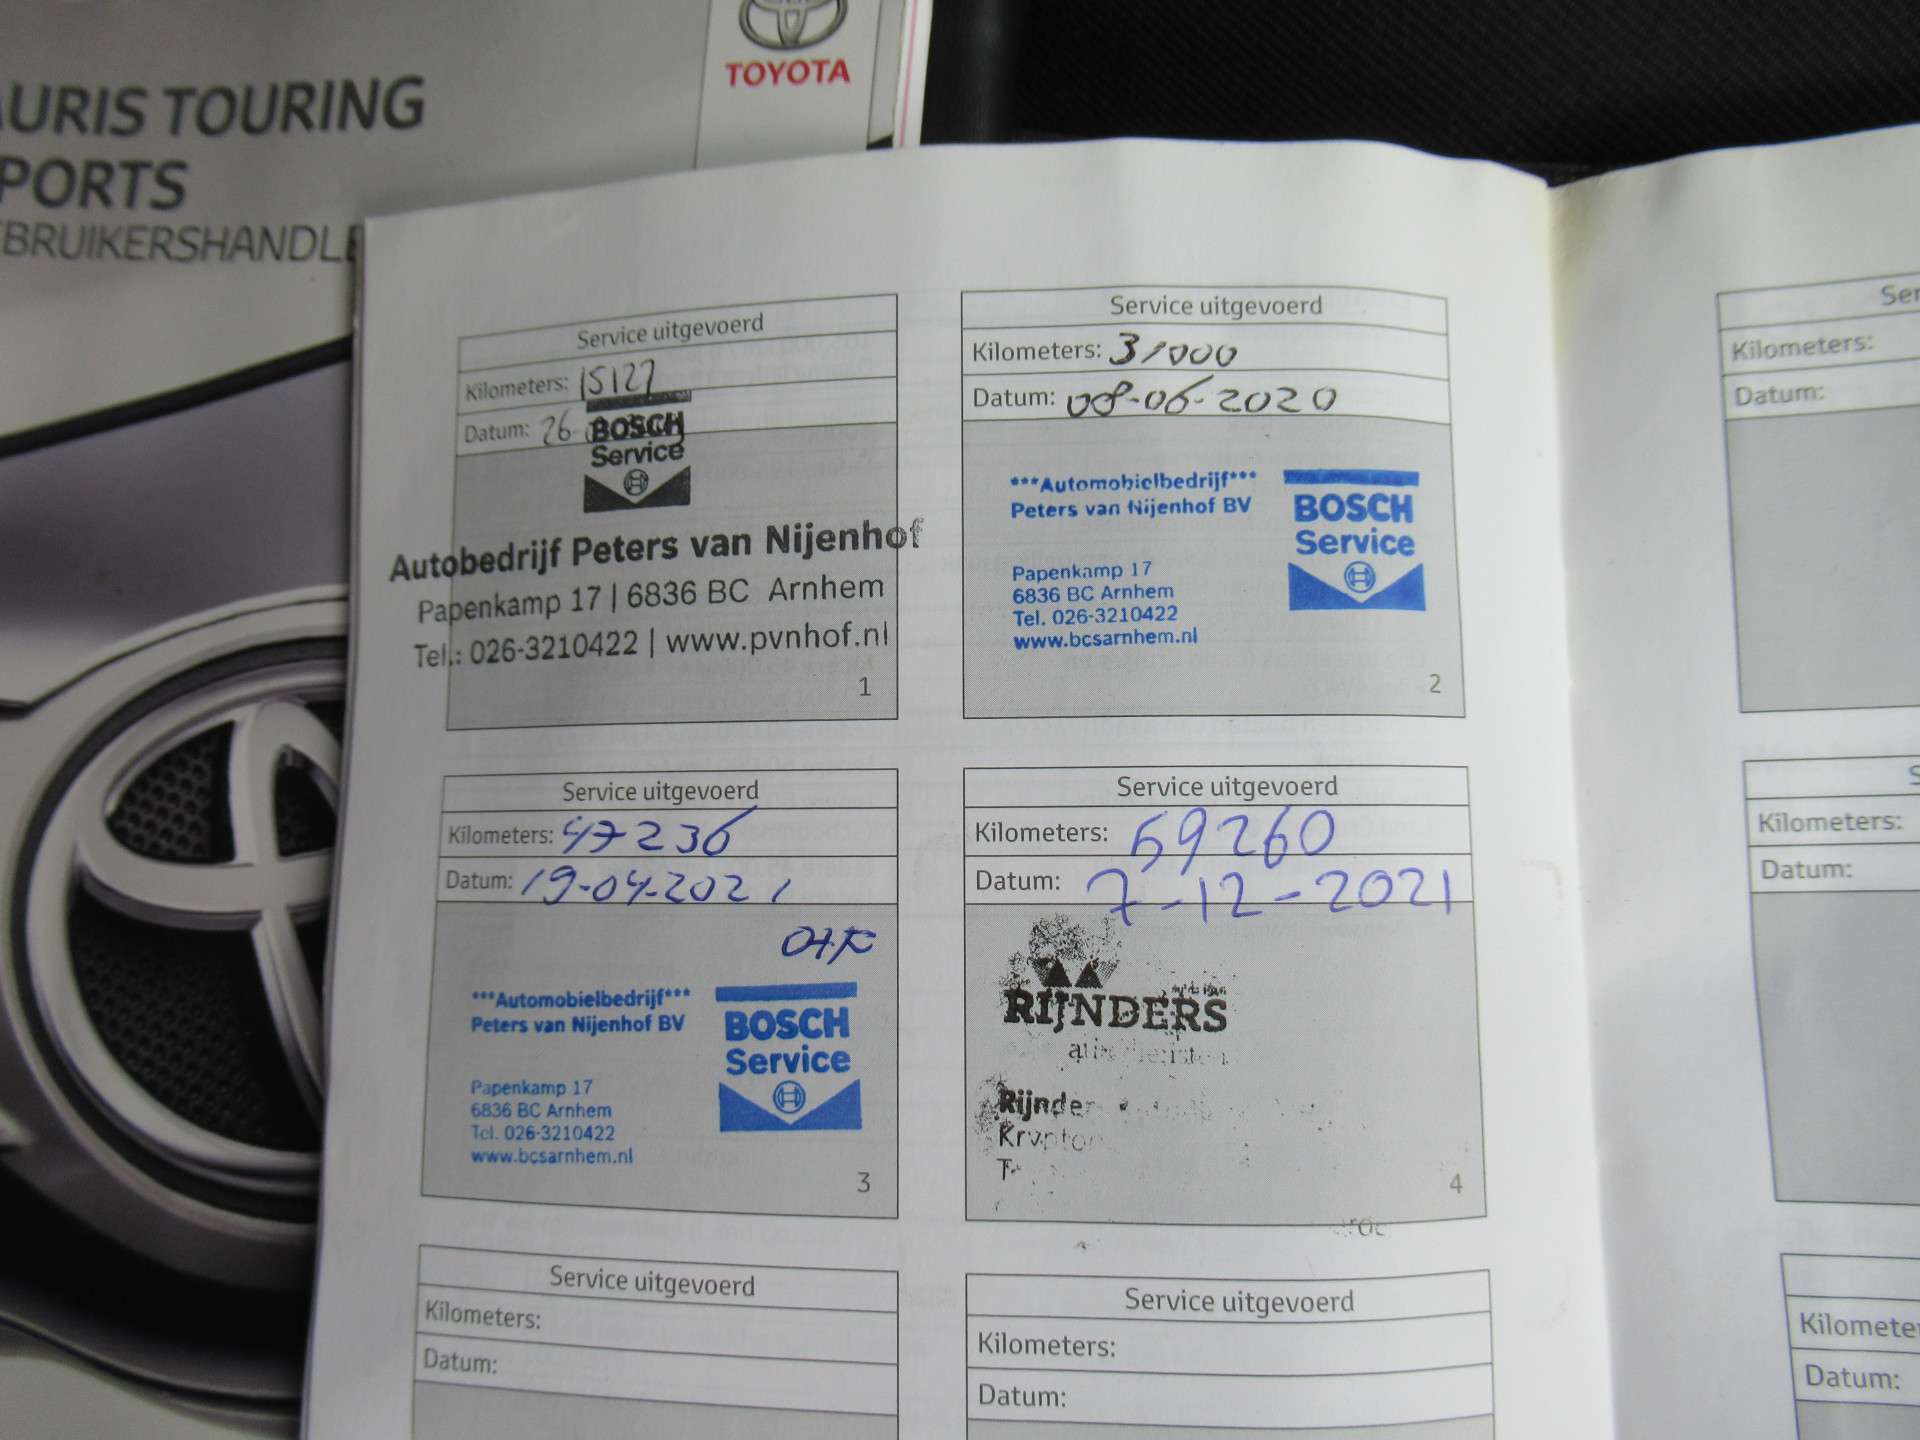 AURIS TOURING
SPORTS
TOYOTA
Service uitgevoerd
Kilometers: 15127
Datum: 26-
BOSCH
Service
Autobedrijf Peters van Nijenhof
Papenkamp 17 | 6836 BC Arnhem
Tel.: 026-3210422 | www.pvnhof.nl
1
Service uitgevoerd
Kilometers: 31000
Datum: 08-06-2020
***Automobielbedrijf***
Peters van Nijenhof BV
Papenkamp 17
6836 BC Arnhem
Tel. 026-3210422
www.bcsarnhem.nl
BOSCH
Service
2
Service uitgevoerd
Kilometers: 47236
Datum: 19-04-2021
***Automobielbedrijf***
Peters van Nijenhof BV
Papenkamp 17
6836 BC Arnhem
Tel. 026-3210422
www.bcsarnhem.nl
BOSCH
Service
3
Service uitgevoerd
Kilometers: 59260
Datum: 7-12-2021
RIJNDERS
4
Service uitgevoerd
Kilometers:
Datum:
Service uitgevoerd
Kilometers:
Datum:
Kilometers:
Datum:
Kilometers:
Datum:
Datum: